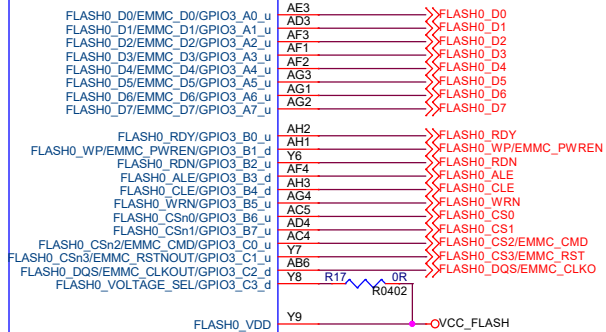 FLASH0_D0/EMMC_D0/GPIO3_A0_u AE3 FLASH0_D0
FLASH0_D1/EMMC_D1/GPIO3_A1_u AD3 FLASH0_D1
FLASH0_D2/EMMC_D2/GPIO3_A2_u AF3 FLASH0_D2
FLASH0_D3/EMMC_D3/GPIO3_A3_u AF1 FLASH0_D3
FLASH0_D4/EMMC_D4/GPIO3_A4_u AF2 FLASH0_D4
FLASH0_D5/EMMC_D5/GPIO3_A5_u AG3 FLASH0_D5
FLASH0_D6/EMMC_D6/GPIO3_A6_u AG1 FLASH0_D6
FLASH0_D7/EMMC_D7/GPIO3_A7_u AG2 FLASH0_D7
FLASH0_RDY/GPIO3_B0_u AH2 FLASH0_RDY
FLASH0_WP/EMMC_PWREN/GPIO3_B1_d AH1 FLASH0_WP/EMMC_PWREN
FLASH0_RDN/GPIO3_B2_u Y6 FLASH0_RDN
FLASH0_ALE/GPIO3_B3_d AF4 FLASH0_ALE
FLASH0_CLE/GPIO3_B4_d AH3 FLASH0_CLE
FLASH0_WRN/GPIO3_B5_u AG4 FLASH0_WRN
FLASH0_CSn0/GPIO3_B6_u AC5 FLASH0_CS0
FLASH0_CSn1/GPIO3_B7_u AD4 FLASH0_CS1
FLASH0_CSn2/EMMC_CMD/GPIO3_C0_u AC4 FLASH0_CS2/EMMC_CMD
FLASH0_CSn3/EMMC_RSTNOUT/GPIO3_C1_u Y7 FLASH0_CS3/EMMC_RST
FLASH0_DQS/EMMC_CLKOUT/GPIO3_C2_d AB6 FLASH0_DQS/EMMC_CLKO
FLASH0_VOLTAGE_SEL/GPIO3_C3_d Y8 R17 0R
R0402
FLASH0_VDD Y9 VCC_FLASH